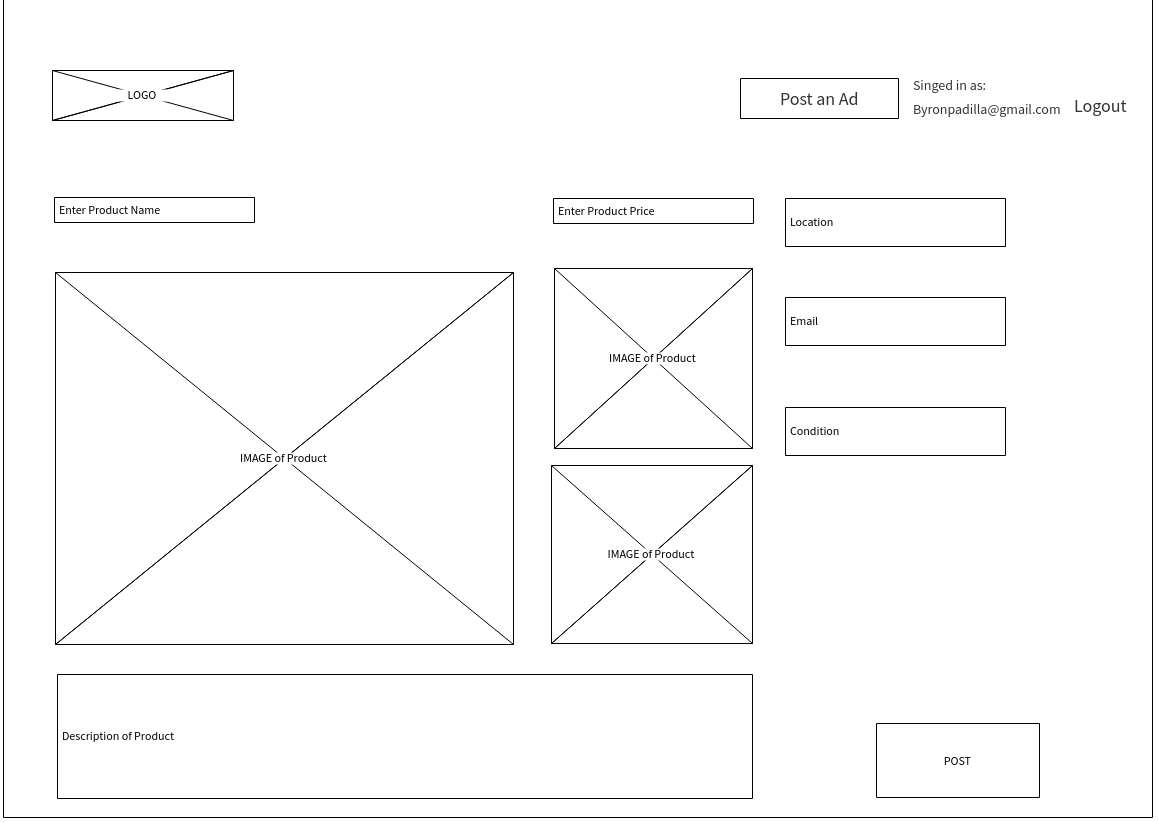 LOGO
Post an Ad
Singed in as:
Byronpadilla@gmail.com
Logout
Enter Product Name
Enter Product Price
Location
IMAGE of Product
Email
IMAGE of Product
Condition
IMAGE of Product
Description of Product
POST